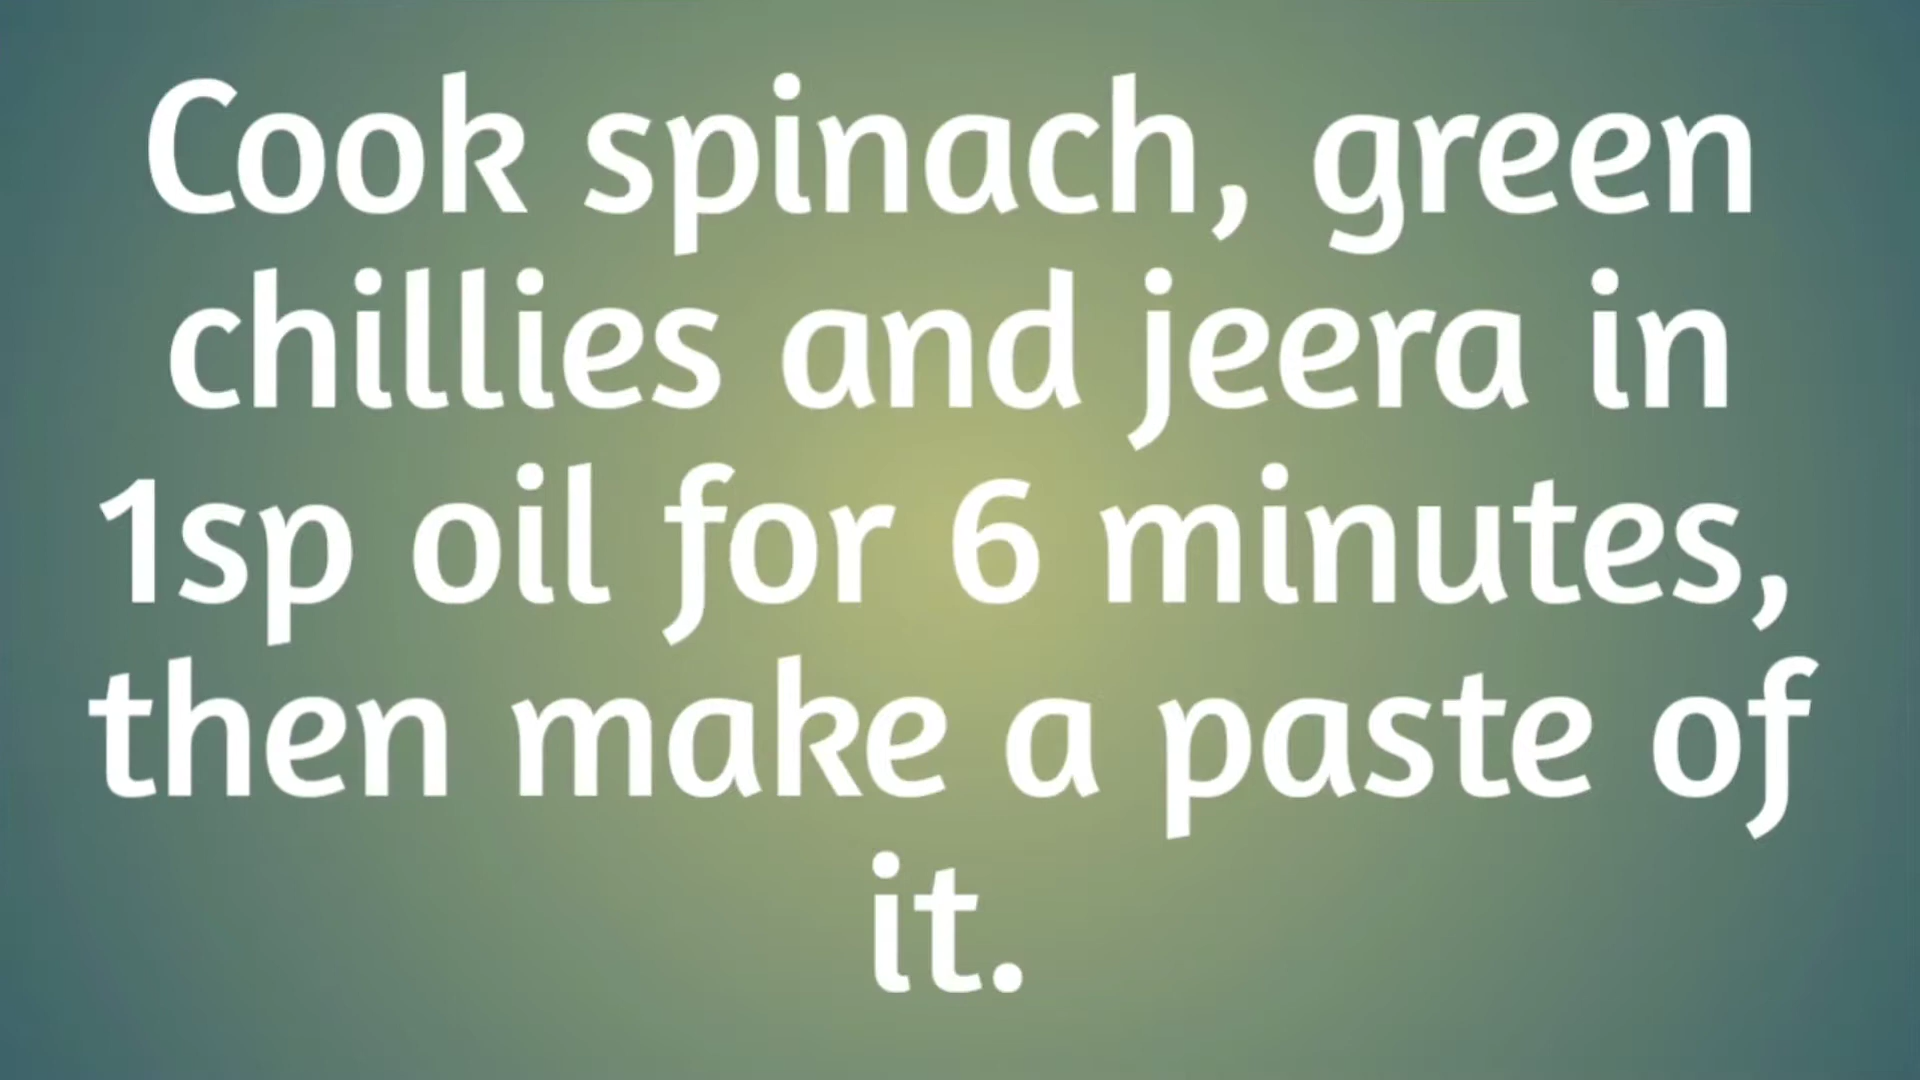 Cook spinach, green
chillies and jeera in
1sp oil for 6 minutes,
then make a paste of
it.